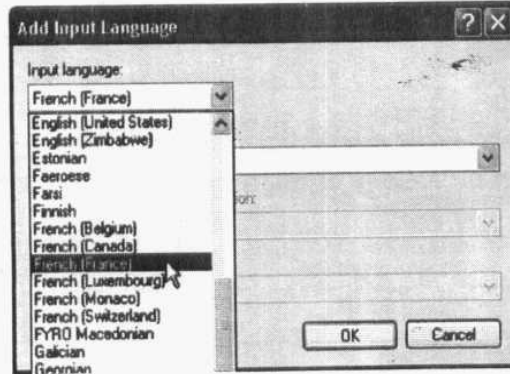 Add Input Language
Input language:
French (France)
English (United States)
English (Zimbabwe)
Estonian
Faeroese
Farsi
Finnish
French (Belgium)
French (Canada)
French (France)
French (Luxembourg)
French (Monaco)
French (Switzerland)
FYRO Macedonian
Galician
Georgian
OK
Cancel